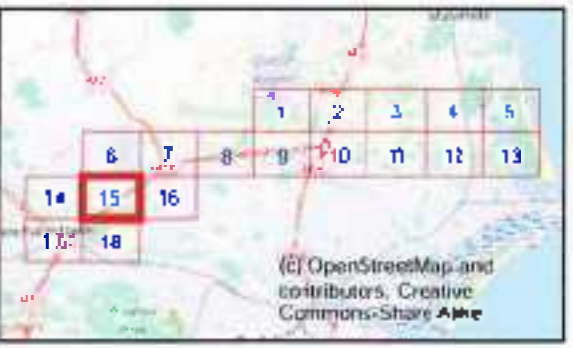 1 2 3 4 5
6 7 8 9 10 11 12 13
14 15 16
18
(c) OpenStreetMap and
contributors, Creative
Commons-Share Alike